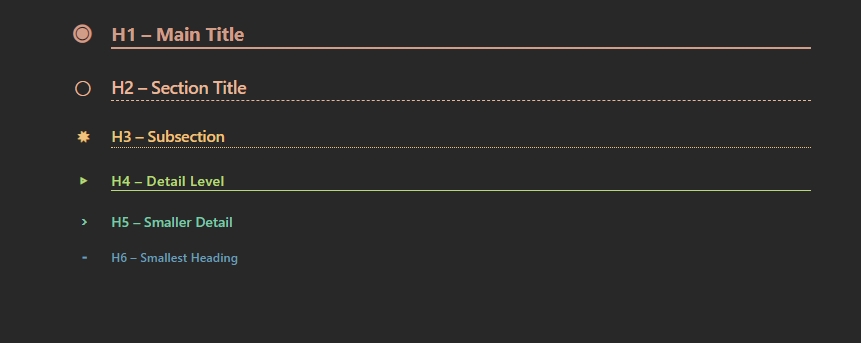 H1 – Main Title
H2 – Section Title
H3 – Subsection
H4 – Detail Level
H5 – Smaller Detail
H6 – Smallest Heading